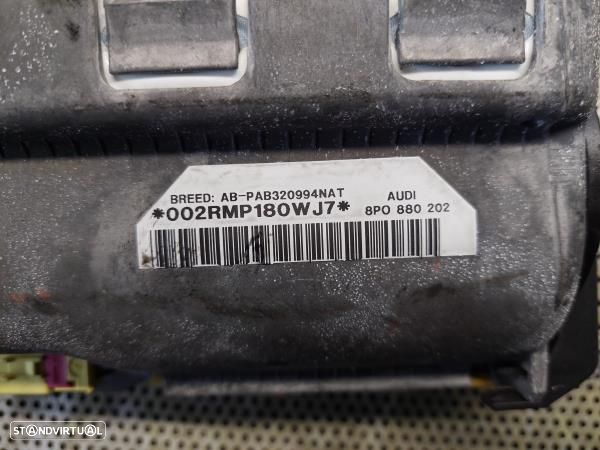 BREED: AB-PAB320994NAT AUDI
*002RMP180WJ7* 8P0 880 202
STANDVIRTUAL